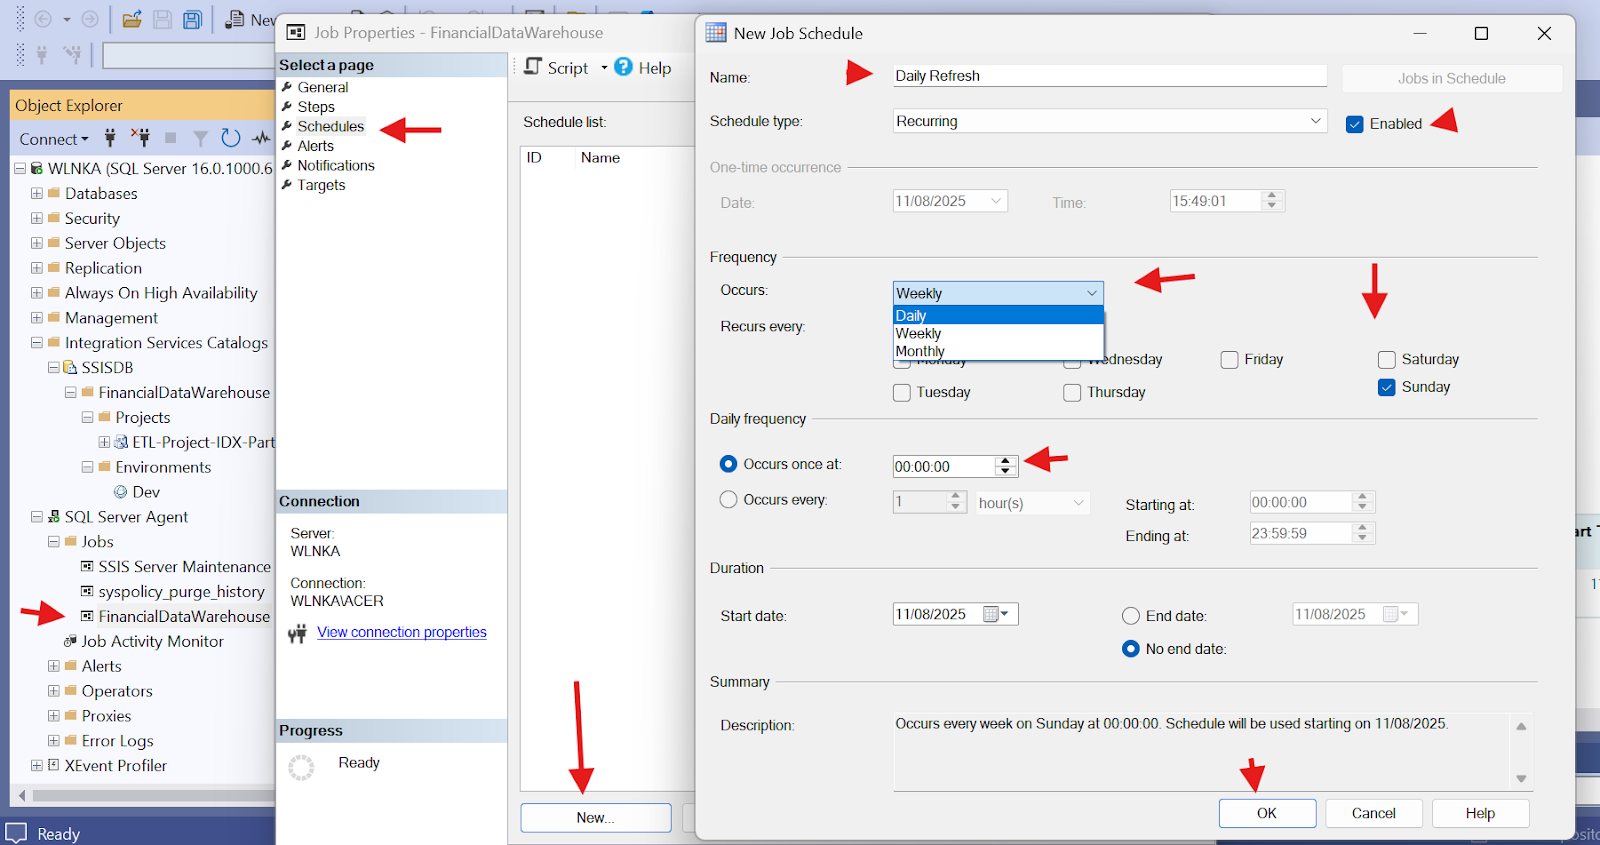 New
Object Explorer
Connect
WLNKA (SQL Server 16.0.1000.6
Databases
Security
Server Objects
Replication
Always On High Availability
Management
Integration Services Catalogs
SSISDB
FinancialDataWarehouse
Projects
ETL-Project-IDX-Part
Environments
Dev
SQL Server Agent
Jobs
SSIS Server Maintenance
syspolicy_purge_history
FinancialDataWarehouse
Job Activity Monitor
Alerts
Operators
Proxies
Error Logs
XEvent Profiler
Ready
Job Properties - FinancialDataWarehouse
Select a page
General
Steps
Schedules
Alerts
Notifications
Targets
Connection
Server:
WLNKA
Connection:
WLNKA\ACER
View connection properties
Progress
Ready
Script Help
Schedule list:
ID Name
New...
New Job Schedule
Name: Daily Refresh Jobs in Schedule
Schedule type: Recurring Enabled
One-time occurrence
Date: 11/08/2025 Time: 15:49:01
Frequency
Occurs: Weekly
Daily
Recurs every: Weekly
Monthly
Monday Wednesday Friday Saturday
Tuesday Thursday Sunday
Daily frequency
Occurs once at: 00:00:00
Occurs every: 1 hour(s) Starting at: 00:00:00
Ending at: 23:59:59
Duration
Start date: 11/08/2025 End date: 11/08/2025
No end date:
Summary
Description: Occurs every week on Sunday at 00:00:00. Schedule will be used starting on 11/08/2025.
OK Cancel Help